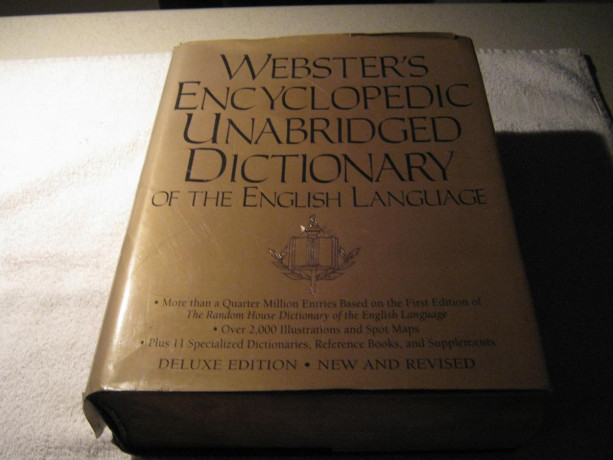 WEBSTER'S
ENCYCLOPEDIC
UNABRIDGED
DICTIONARY
OF THE ENGLISH LANGUAGE
• More than a Quarter Million Entries Based on the First Edition of
The Random House Dictionary of the English Language
• Over 2,000 Illustrations and Spot Maps
• Plus 11 Specialized Dictionaries, Reference Books, and Supplements
DELUXE EDITION • NEW AND REVISED